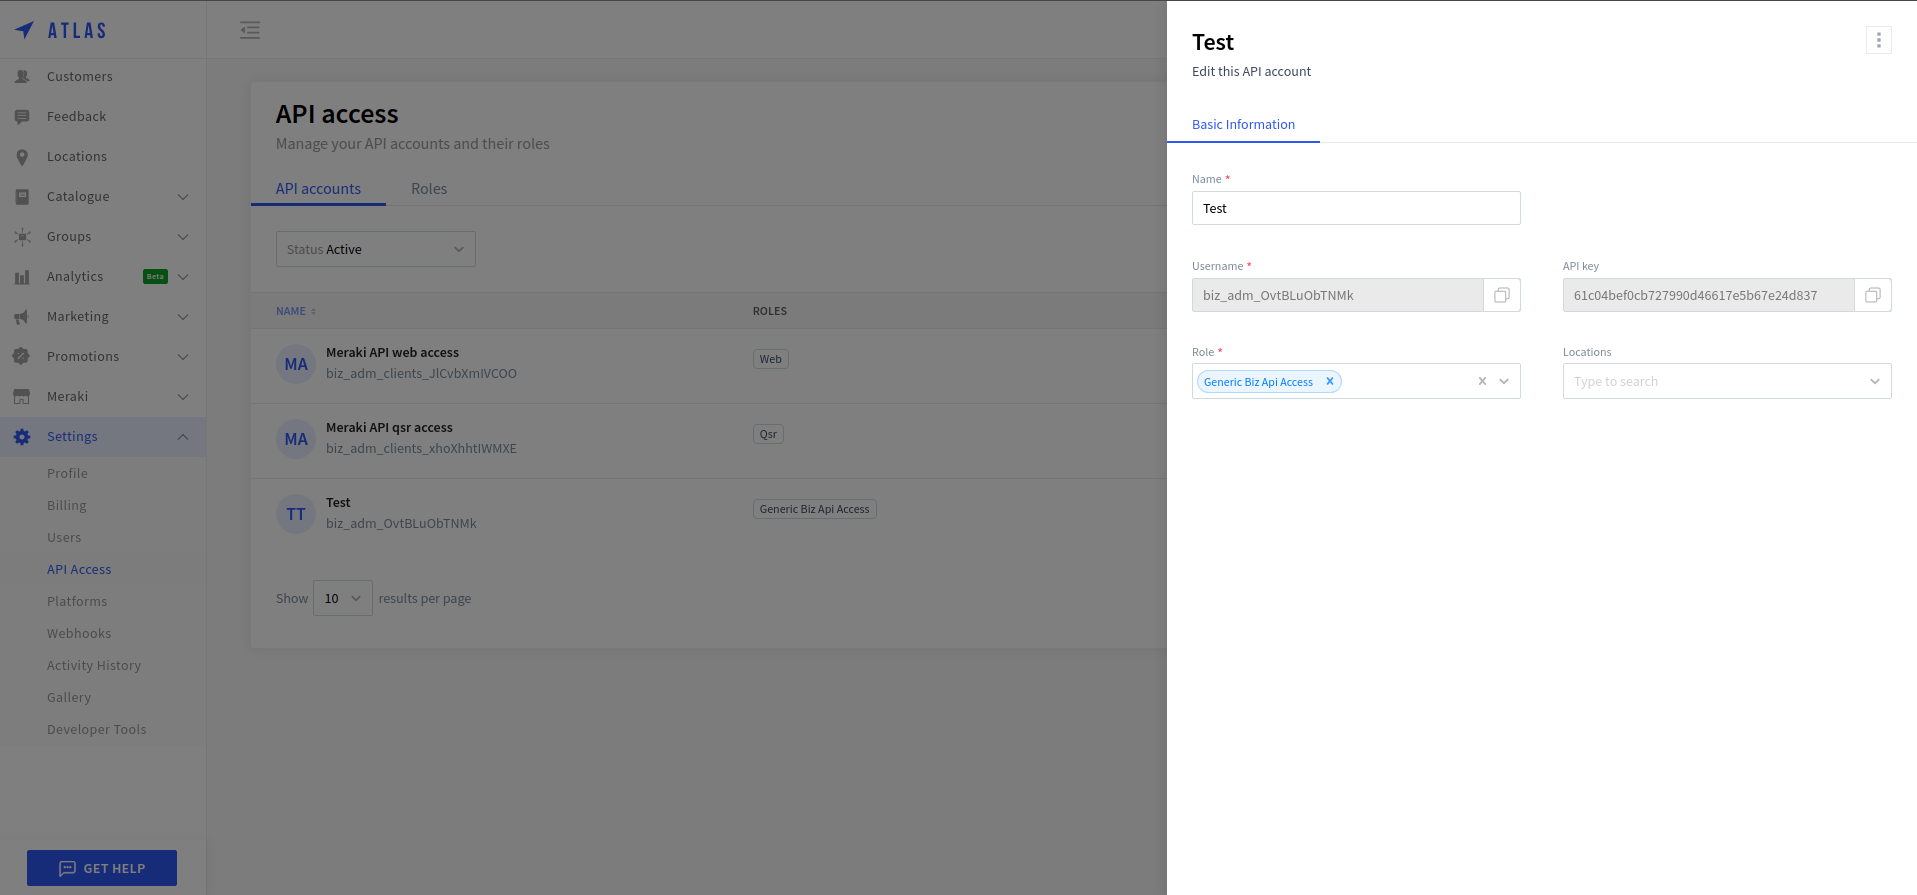 ATLAS
Customers
Feedback
Locations
Catalogue
Groups
Analytics Beta
Marketing
Promotions
Meraki
Settings
Profile
Billing
Users
API Access
Platforms
Webhooks
Activity History
Gallery
Developer Tools
GET HELP
API access
Manage your API accounts and their roles
API accounts Roles
Status Active
NAME ROLES
MA Meraki API web access Web
biz_adm_clients_JlCvbXmIVCOO
MA Meraki API qsr access Qsr
biz_adm_clients_xhoXhhtIWMXE
TT Test Generic Biz Api Access
biz_adm_OvtBLuObTNMk
Show 10 results per page
Test
Edit this API account
Basic Information
Name *
Test
Username * API key
biz_adm_OvtBLuObTNMk 61c04bef0cb727990d46617e5b67e24d837
Role * Locations
Generic Biz Api Access Type to search